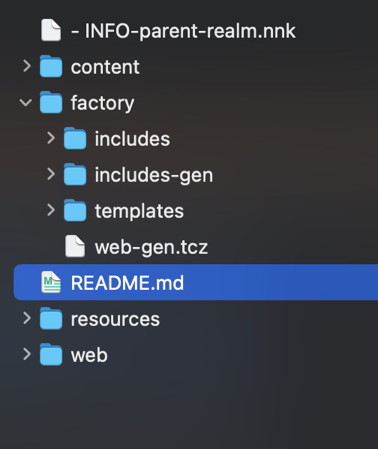 - INFO-parent-realm.nnk
content
factory
includes
includes-gen
templates
web-gen.tcz
README.md
resources
web